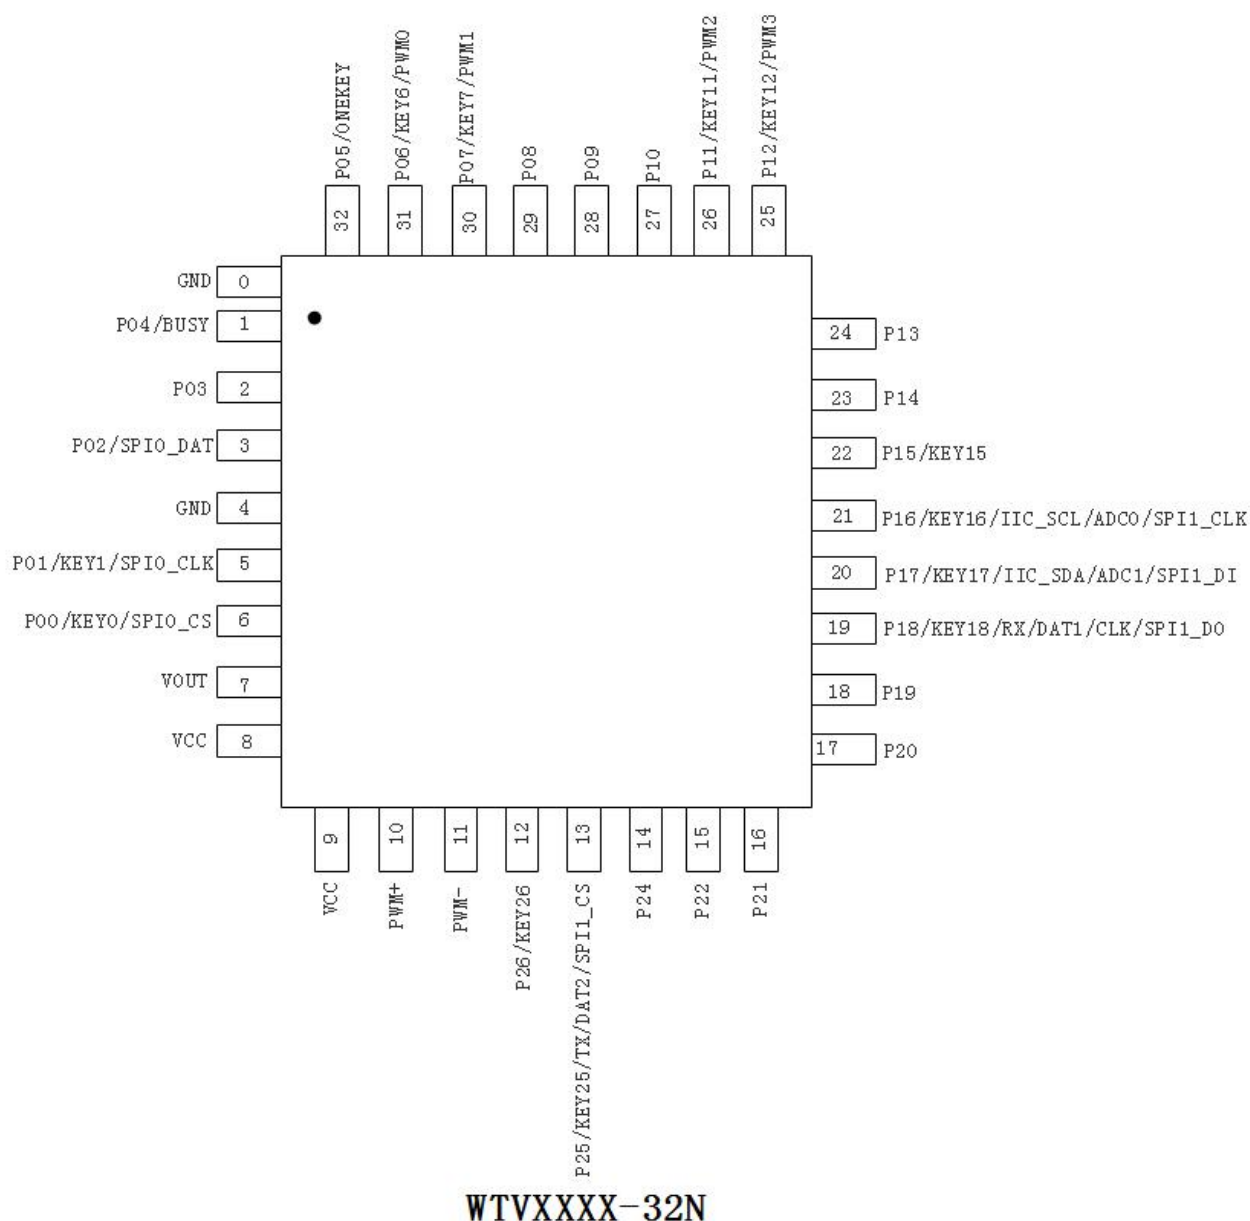 P05/ONEKEY
P06/KEY6/PWM0
P07/KEY7/PWM1
P08
P09
P10
P11/KEY11/PWM2
P12/KEY12/PWM3
32
31
30
29
28
27
26
25
GND 0
P04/BUSY 1
P03 2
P02/SPI0_DAT 3
GND 4
P01/KEY1/SPI0_CLK 5
P00/KEY0/SPI0_CS 6
VOUT 7
VCC 8
24 P13
23 P14
22 P15/KEY15
21 P16/KEY16/IIC_SCL/ADC0/SPI1_CLK
20 P17/KEY17/IIC_SDA/ADC1/SPI1_DI
19 P18/KEY18/RX/DAT1/CLK/SPI1_DO
18 P19
17 P20
9
10
11
12
13
14
15
16
VCC
PWM+
PWM-
P26/KEY26
P25/KEY25/TX/DAT2/SPI1_CS
P24
P22
P21
WTVXXXX-32N